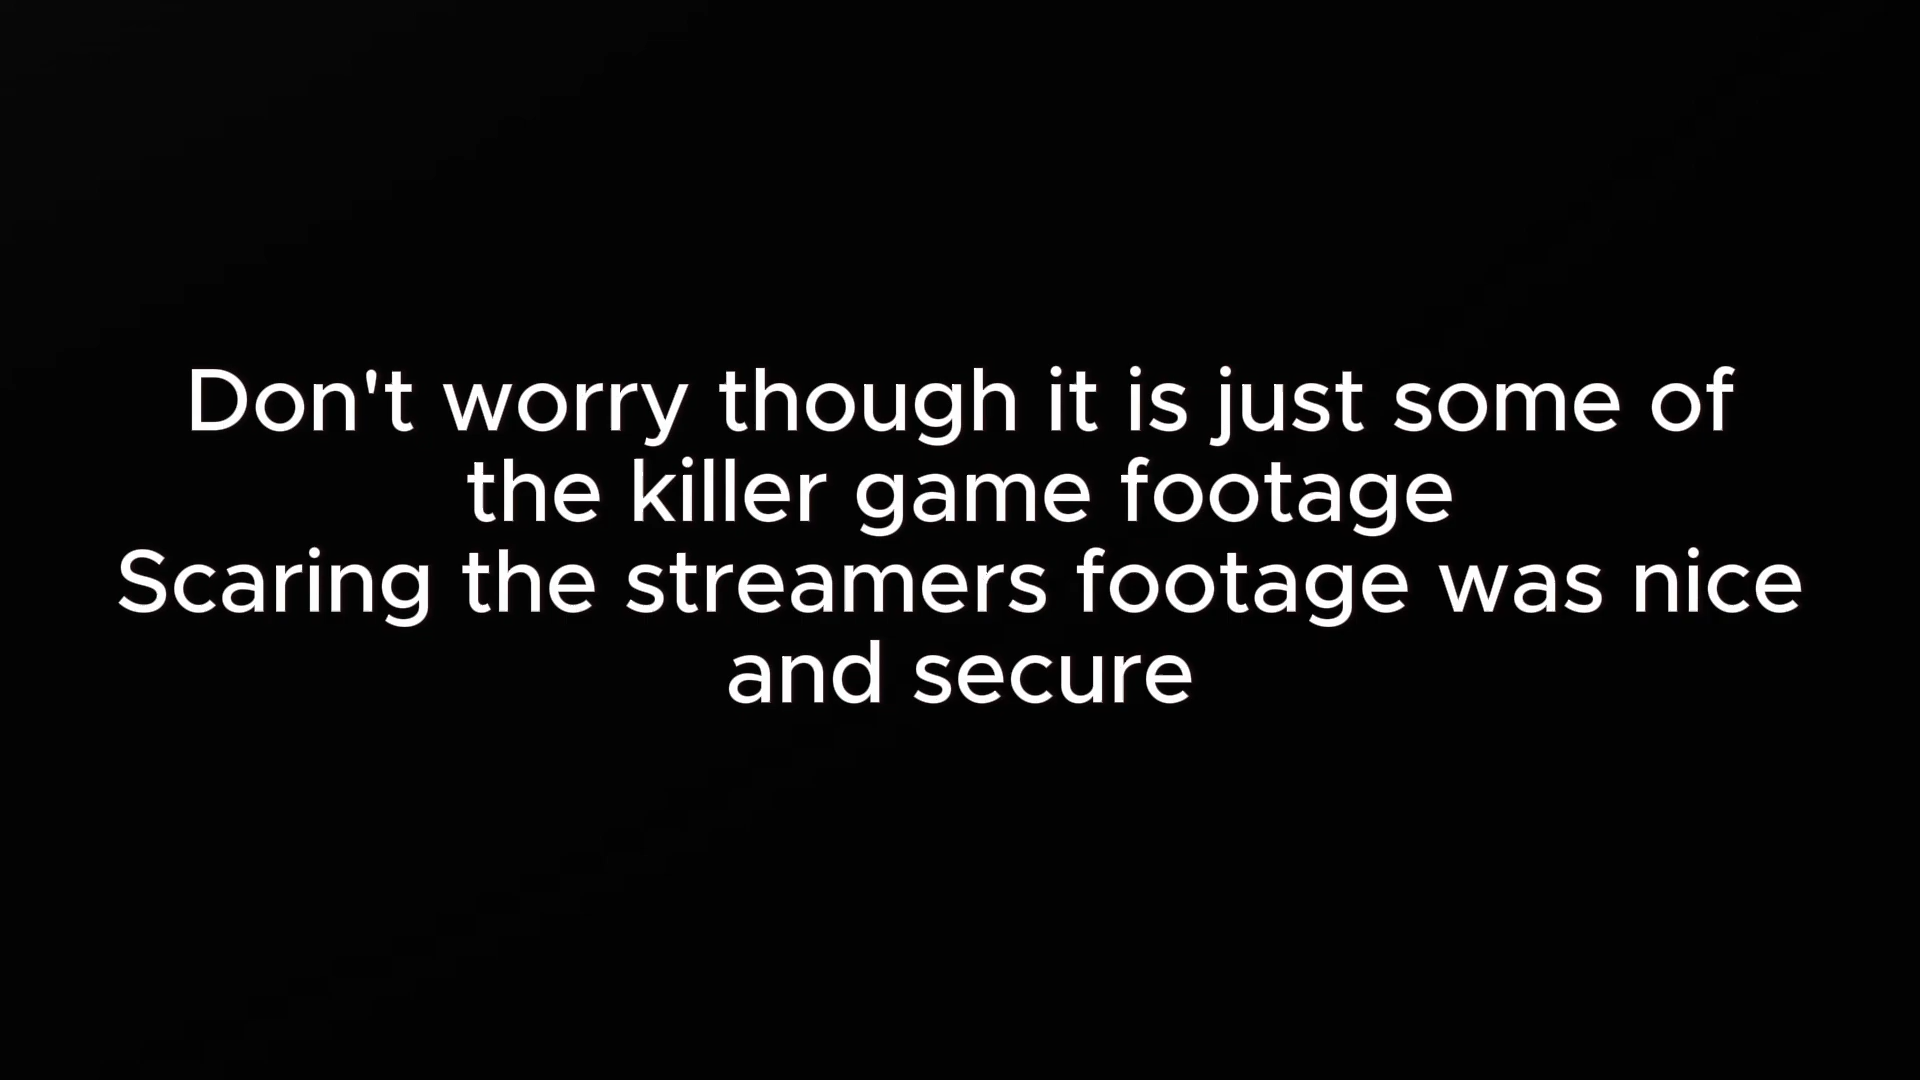 Don't worry though it is just some of
the killer game footage
Scaring the streamers footage was nice
and secure